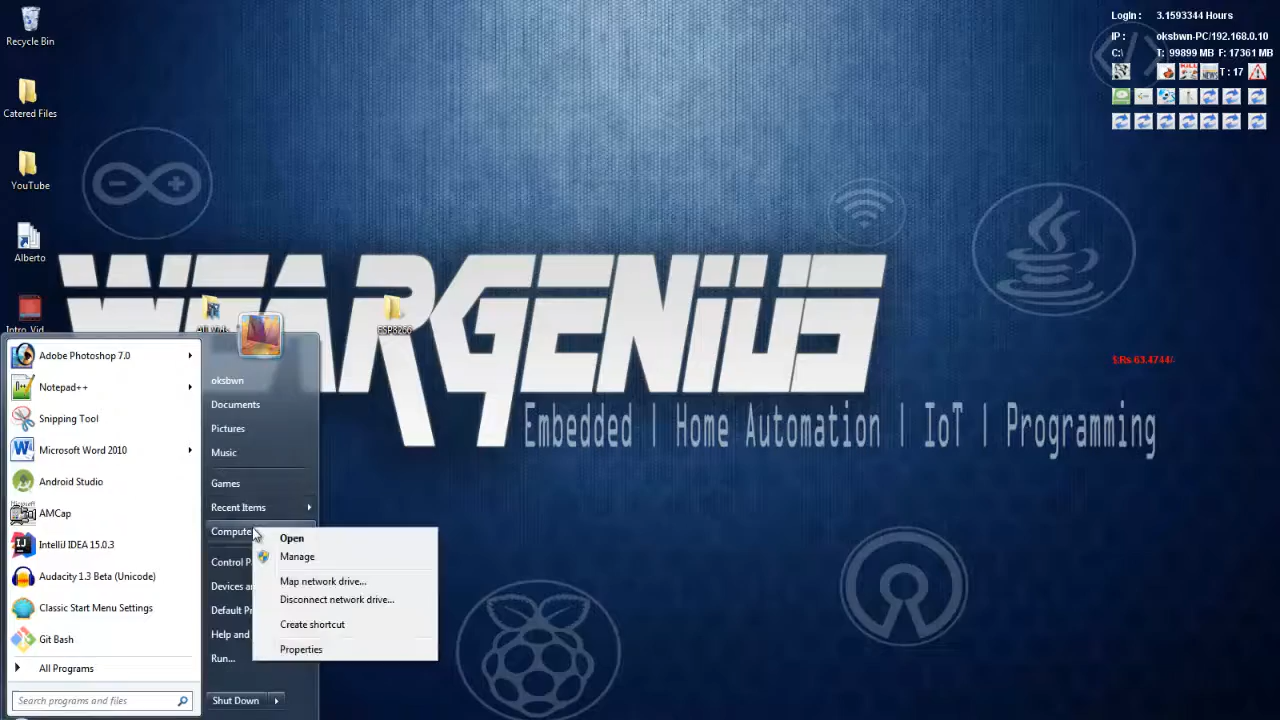 Recycle Bin
Catered Files
YouTube
Alberto
Intro_Vid
ESP8266
WEARGENIUS
Embedded | Home Automation | IoT | Programming
Login : 3.1593344 Hours
IP : oksbwn-PC/192.168.0.10
C:\ T: 99899 MB F: 17361 MB
T : 17
$:Rs 63.4744/
Adobe Photoshop 7.0
Notepad++
Snipping Tool
Microsoft Word 2010
Android Studio
AMCap
IntelliJ IDEA 15.0.3
Audacity 1.3 Beta (Unicode)
Classic Start Menu Settings
Git Bash
All Programs
Search programs and files
oksbwn
Documents
Pictures
Music
Games
Recent Items
Compute
Control P
Devices a
Default P
Help and
Run...
Shut Down
Open
Manage
Map network drive...
Disconnect network drive...
Create shortcut
Properties